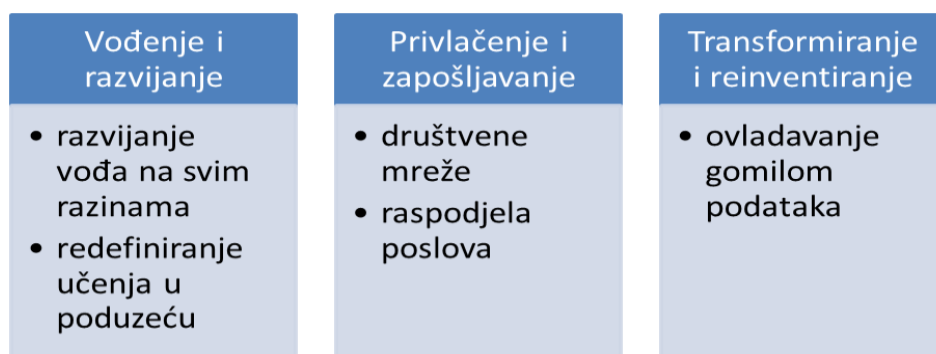 Vođenje i
razvijanje
• razvijanje
vođa na svim
razinama
• redefiniranje
učenja u
poduzeću
Privlačenje i
zapošljavanje
• društvene
mreže
• raspodjela
poslova
Transformiranje
i reinventiranje
• ovladavanje
gomilom
podataka